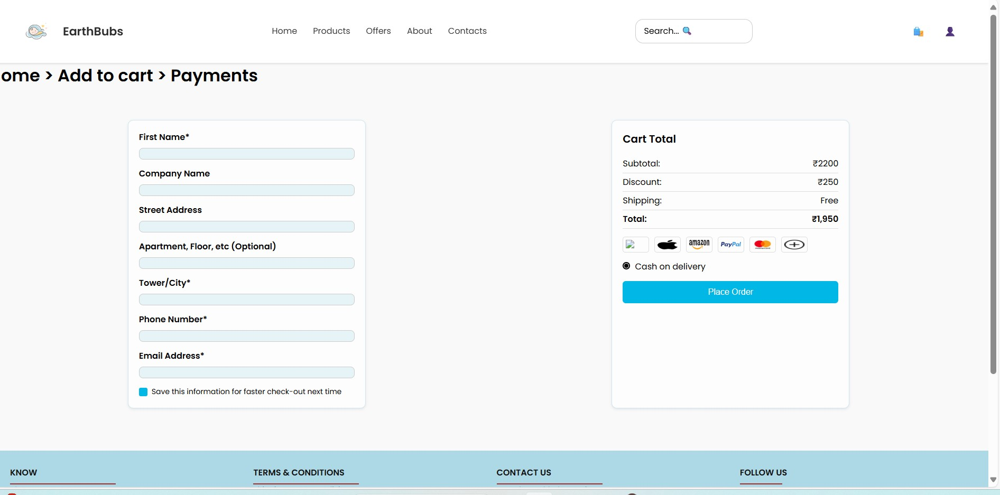 EarthBubs
Home Products Offers About Contacts
Search... 🔍
ome > Add to cart > Payments
First Name*
Company Name
Street Address
Apartment, Floor, etc (Optional)
Tower/City*
Phone Number*
Email Address*
Save this information for faster check-out next time
Cart Total
Subtotal: ₹2200
Discount: ₹250
Shipping: Free
Total: ₹1,950
amazon PayPal mastercard
Cash on delivery
Place Order
KNOW TERMS & CONDITIONS CONTACT US FOLLOW US